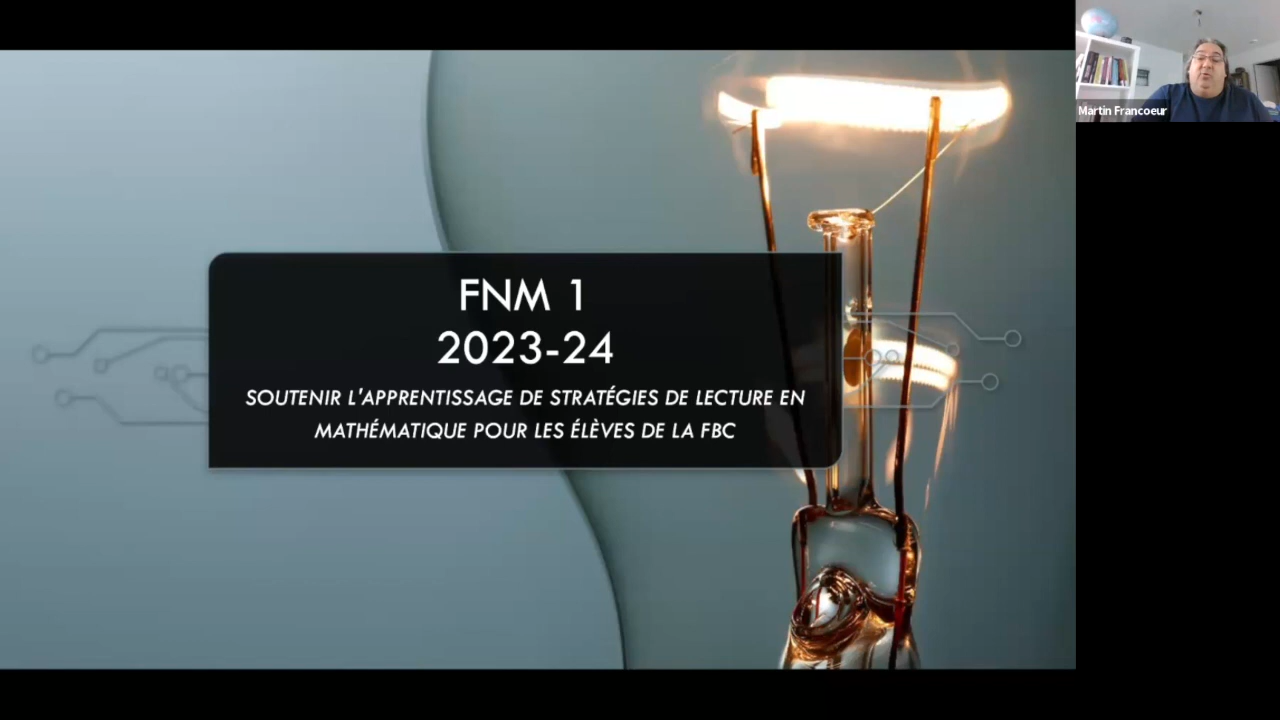 FNM 1
2023-24
SOUTENIR L'APPRENTISSAGE DE STRATÉGIES DE LECTURE EN
MATHÉMATIQUE POUR LES ÉLÈVES DE LA FBC
Martin Francoeur